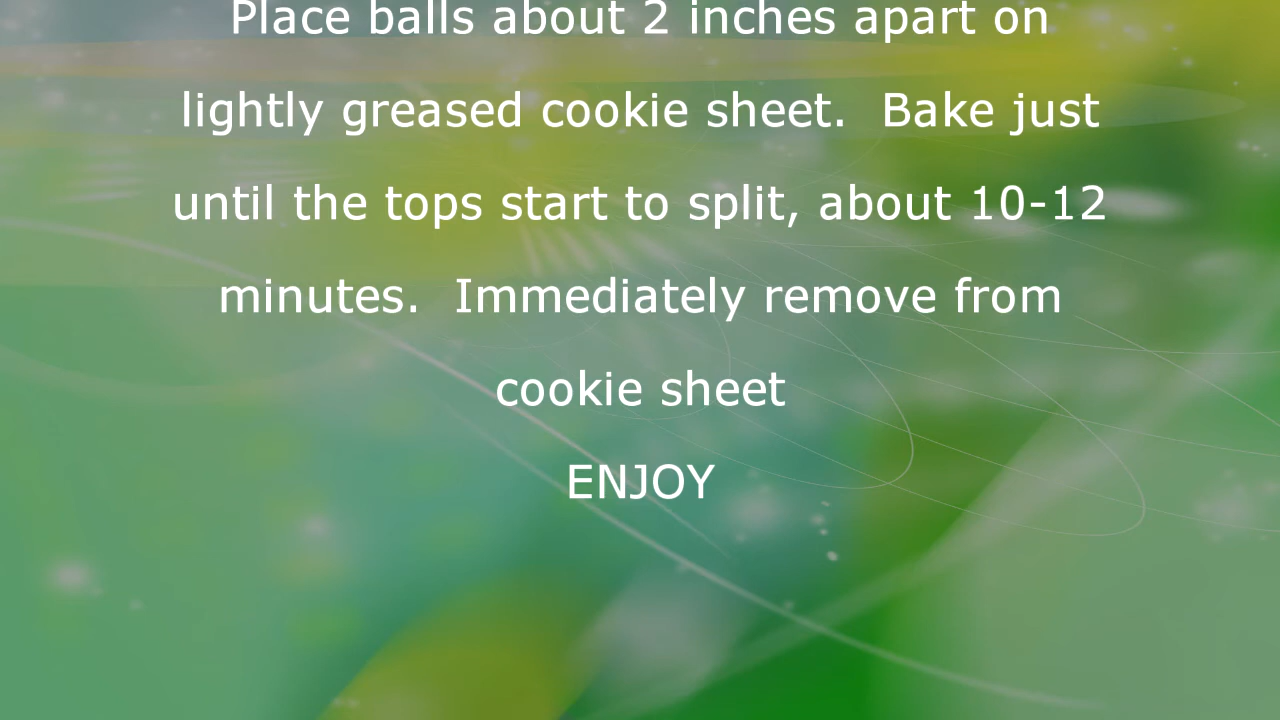 Place balls about 2 inches apart on
lightly greased cookie sheet.  Bake just
until the tops start to split, about 10-12
minutes.  Immediately remove from
cookie sheet
ENJOY